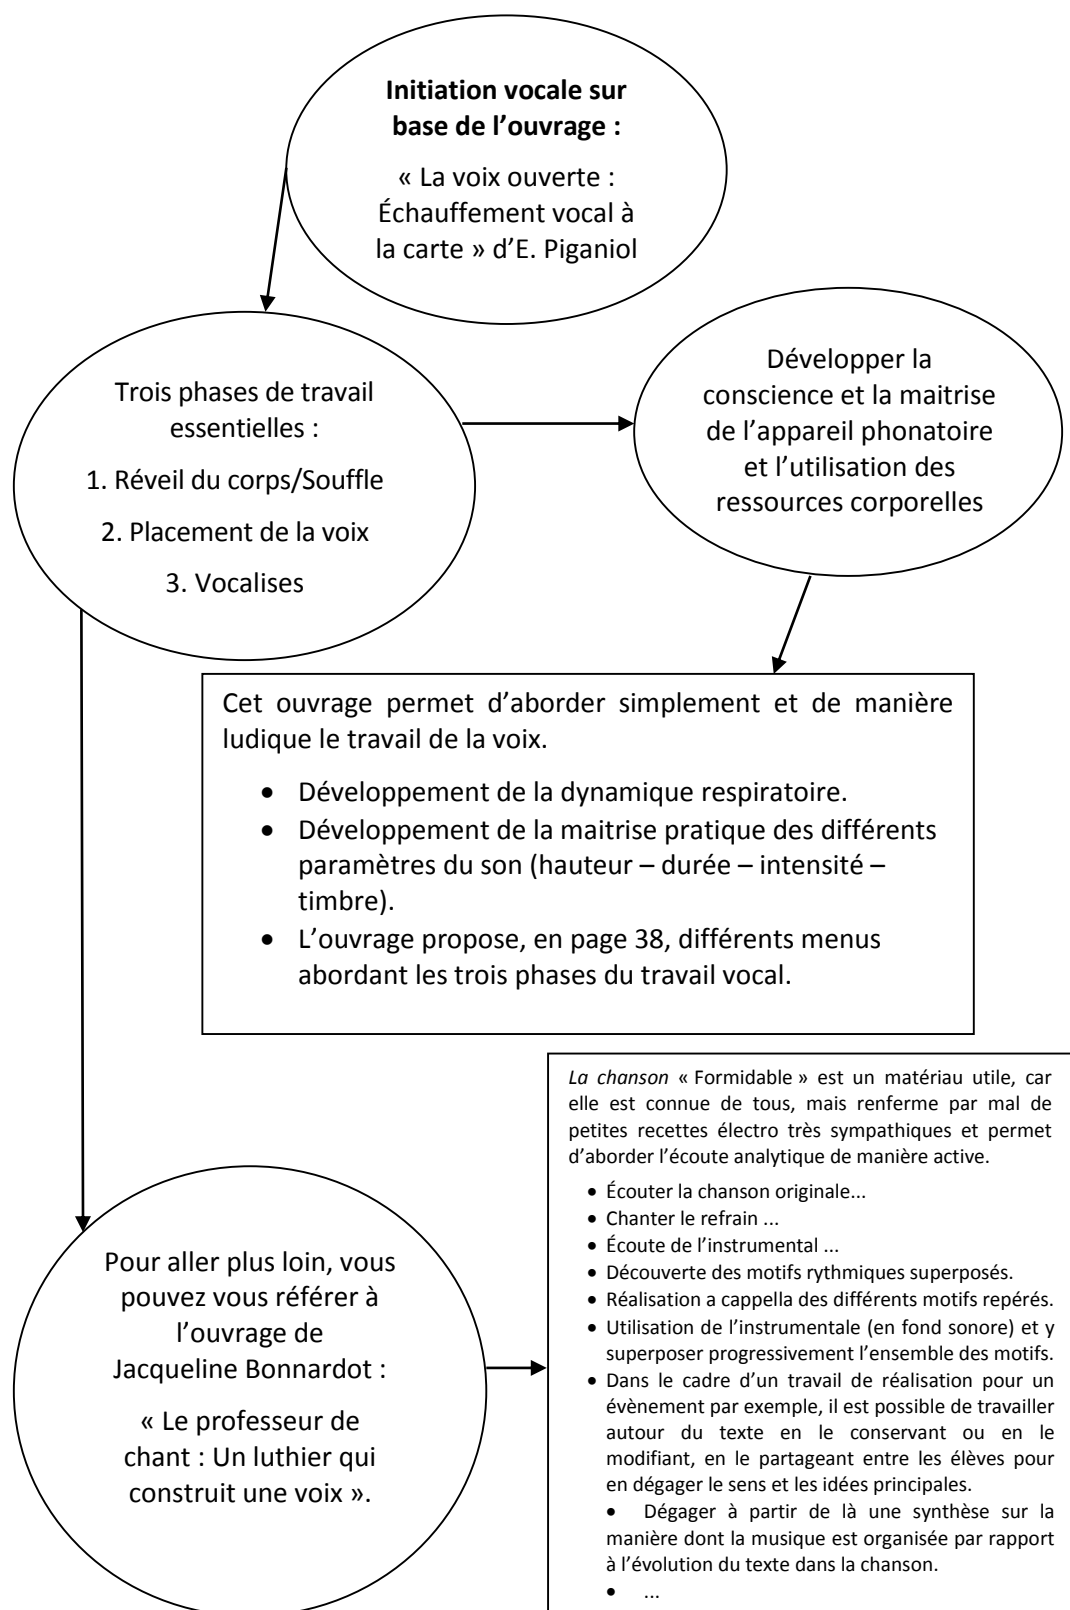 Initiation vocale sur
base de l’ouvrage :
« La voix ouverte :
Échauffement vocal à
la carte » d’E. Piganiol
Trois phases de travail
essentielles :
1. Réveil du corps/Souffle
2. Placement de la voix
3. Vocalises
Développer la
conscience et la maitrise
de l’appareil phonatoire
et l’utilisation des
ressources corporelles
Cet ouvrage permet d’aborder simplement et de manière
ludique le travail de la voix.
• Développement de la dynamique respiratoire.
• Développement de la maitrise pratique des différents
paramètres du son (hauteur – durée – intensité –
timbre).
• L’ouvrage propose, en page 38, différents menus
abordant les trois phases du travail vocal.
Pour aller plus loin, vous
pouvez vous référer à
l’ouvrage de
Jacqueline Bonnardot :
« Le professeur de
chant : Un luthier qui
construit une voix ».
La chanson « Formidable » est un matériau utile, car
elle est connue de tous, mais renferme par mal de
petites recettes électro très sympathiques et permet
d’aborder l’écoute analytique de manière active.
• Écouter la chanson originale...
• Chanter le refrain ...
• Écoute de l’instrumental ...
• Découverte des motifs rythmiques superposés.
• Réalisation a cappella des différents motifs repérés.
• Utilisation de l’instrumentale (en fond sonore) et y
superposer progressivement l’ensemble des motifs.
• Dans le cadre d’un travail de réalisation pour un
évènement par exemple, il est possible de travailler
autour du texte en le conservant ou en le
modifiant, en le partageant entre les élèves pour
en dégager le sens et les idées principales.
• Dégager à partir de là une synthèse sur la
manière dont la musique est organisée par rapport
à l’évolution du texte dans la chanson.
• ...